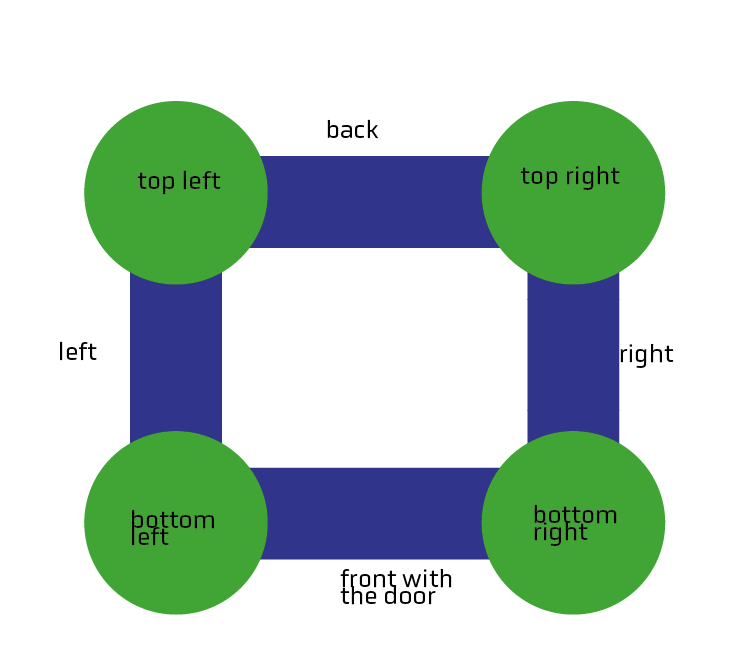 back
top left
top right
left
right
bottom
left
bottom
right
front with
the door